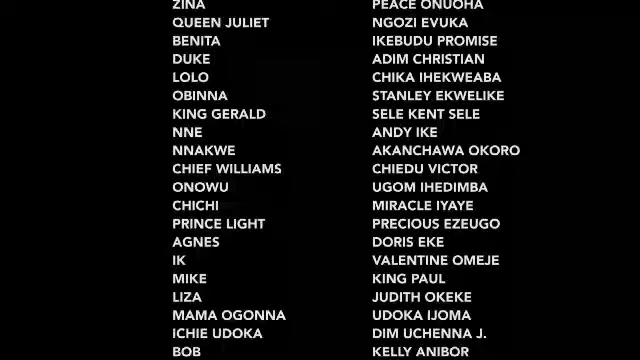 ZINA PEACE ONUOHA
QUEEN JULIET NGOZI EVUKA
BENITA IKEBUDU PROMISE
DUKE ADIM CHRISTIAN
LOLO CHIKA IHEKWEABA
OBINNA STANLEY EKWELIKE
KING GERALD SELE KENT SELE
NNE ANDY IKE
NNAKWE AKANCHAWA OKORO
CHIEF WILLIAMS CHIEDU VICTOR
ONOWU UGOM IHEDIMBA
CHICHI MIRACLE IYAYE
PRINCE LIGHT PRECIOUS EZEUGO
AGNES DORIS EKE
IK VALENTINE OMEJE
MIKE KING PAUL
LIZA JUDITH OKEKE
MAMA OGONNA UDOKA IJOMA
ICHIE UDOKA DIM UCHENNA J.
BOB KELLY ANIBOR